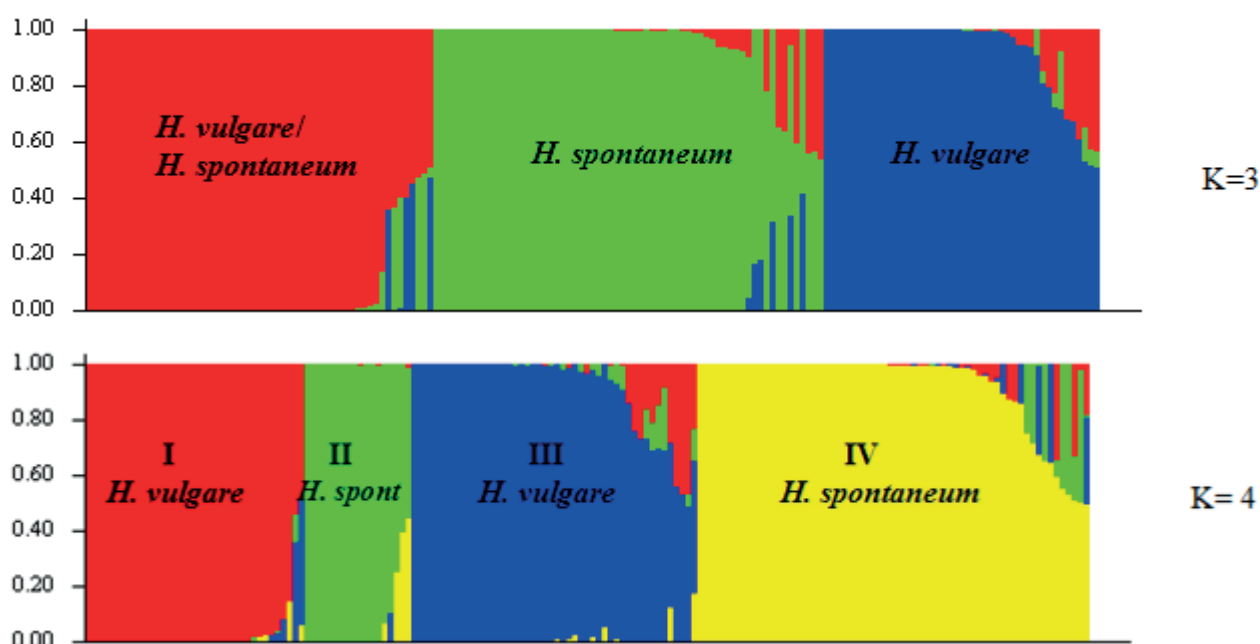 1.00
0.80
0.60
0.40
0.20
0.00
H. vulgare/
H. spontaneum
H. spontaneum
H. vulgare
K=3
1.00
0.80
0.60
0.40
0.20
0.00
I
H. vulgare
II
H. spont
III
H. vulgare
IV
H. spontaneum
K= 4